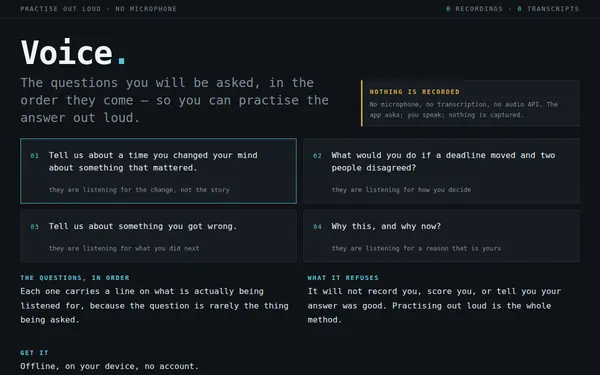 PRACTISE OUT LOUD · NO MICROPHONE
0 RECORDINGS · 0 TRANSCRIPTS
Voice.
The questions you will be asked, in the
order they come — so you can practise the
answer out loud.
NOTHING IS RECORDED
No microphone, no transcription, no audio API. The
app asks; you speak; nothing is captured.
01 Tell us about a time you changed your mind
about something that mattered.
they are listening for the change, not the story
02 What would you do if a deadline moved and two
people disagreed?
they are listening for how you decide
03 Tell us about something you got wrong.
they are listening for what you did next
04 Why this, and why now?
they are listening for a reason that is yours
THE QUESTIONS, IN ORDER
Each one carries a line on what is actually being
listened for, because the question is rarely the thing
being asked.
WHAT IT REFUSES
It will not record you, score you, or tell you your
answer was good. Practising out loud is the whole
method.
GET IT
Offline, on your device, no account.